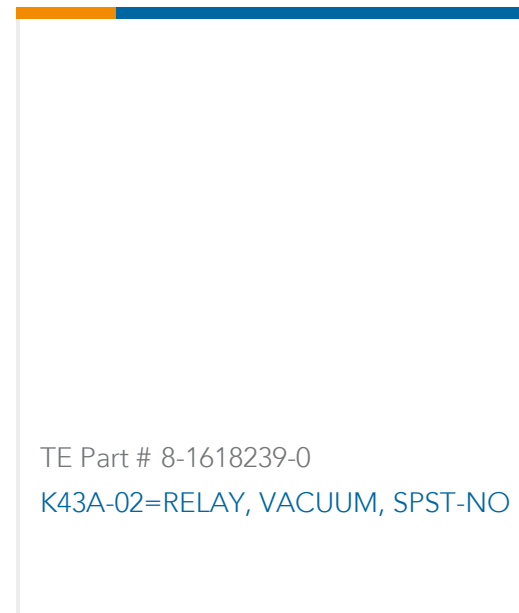 TE Part # 8-1618239-0
K43A-02=RELAY, VACUUM, SPST-NO